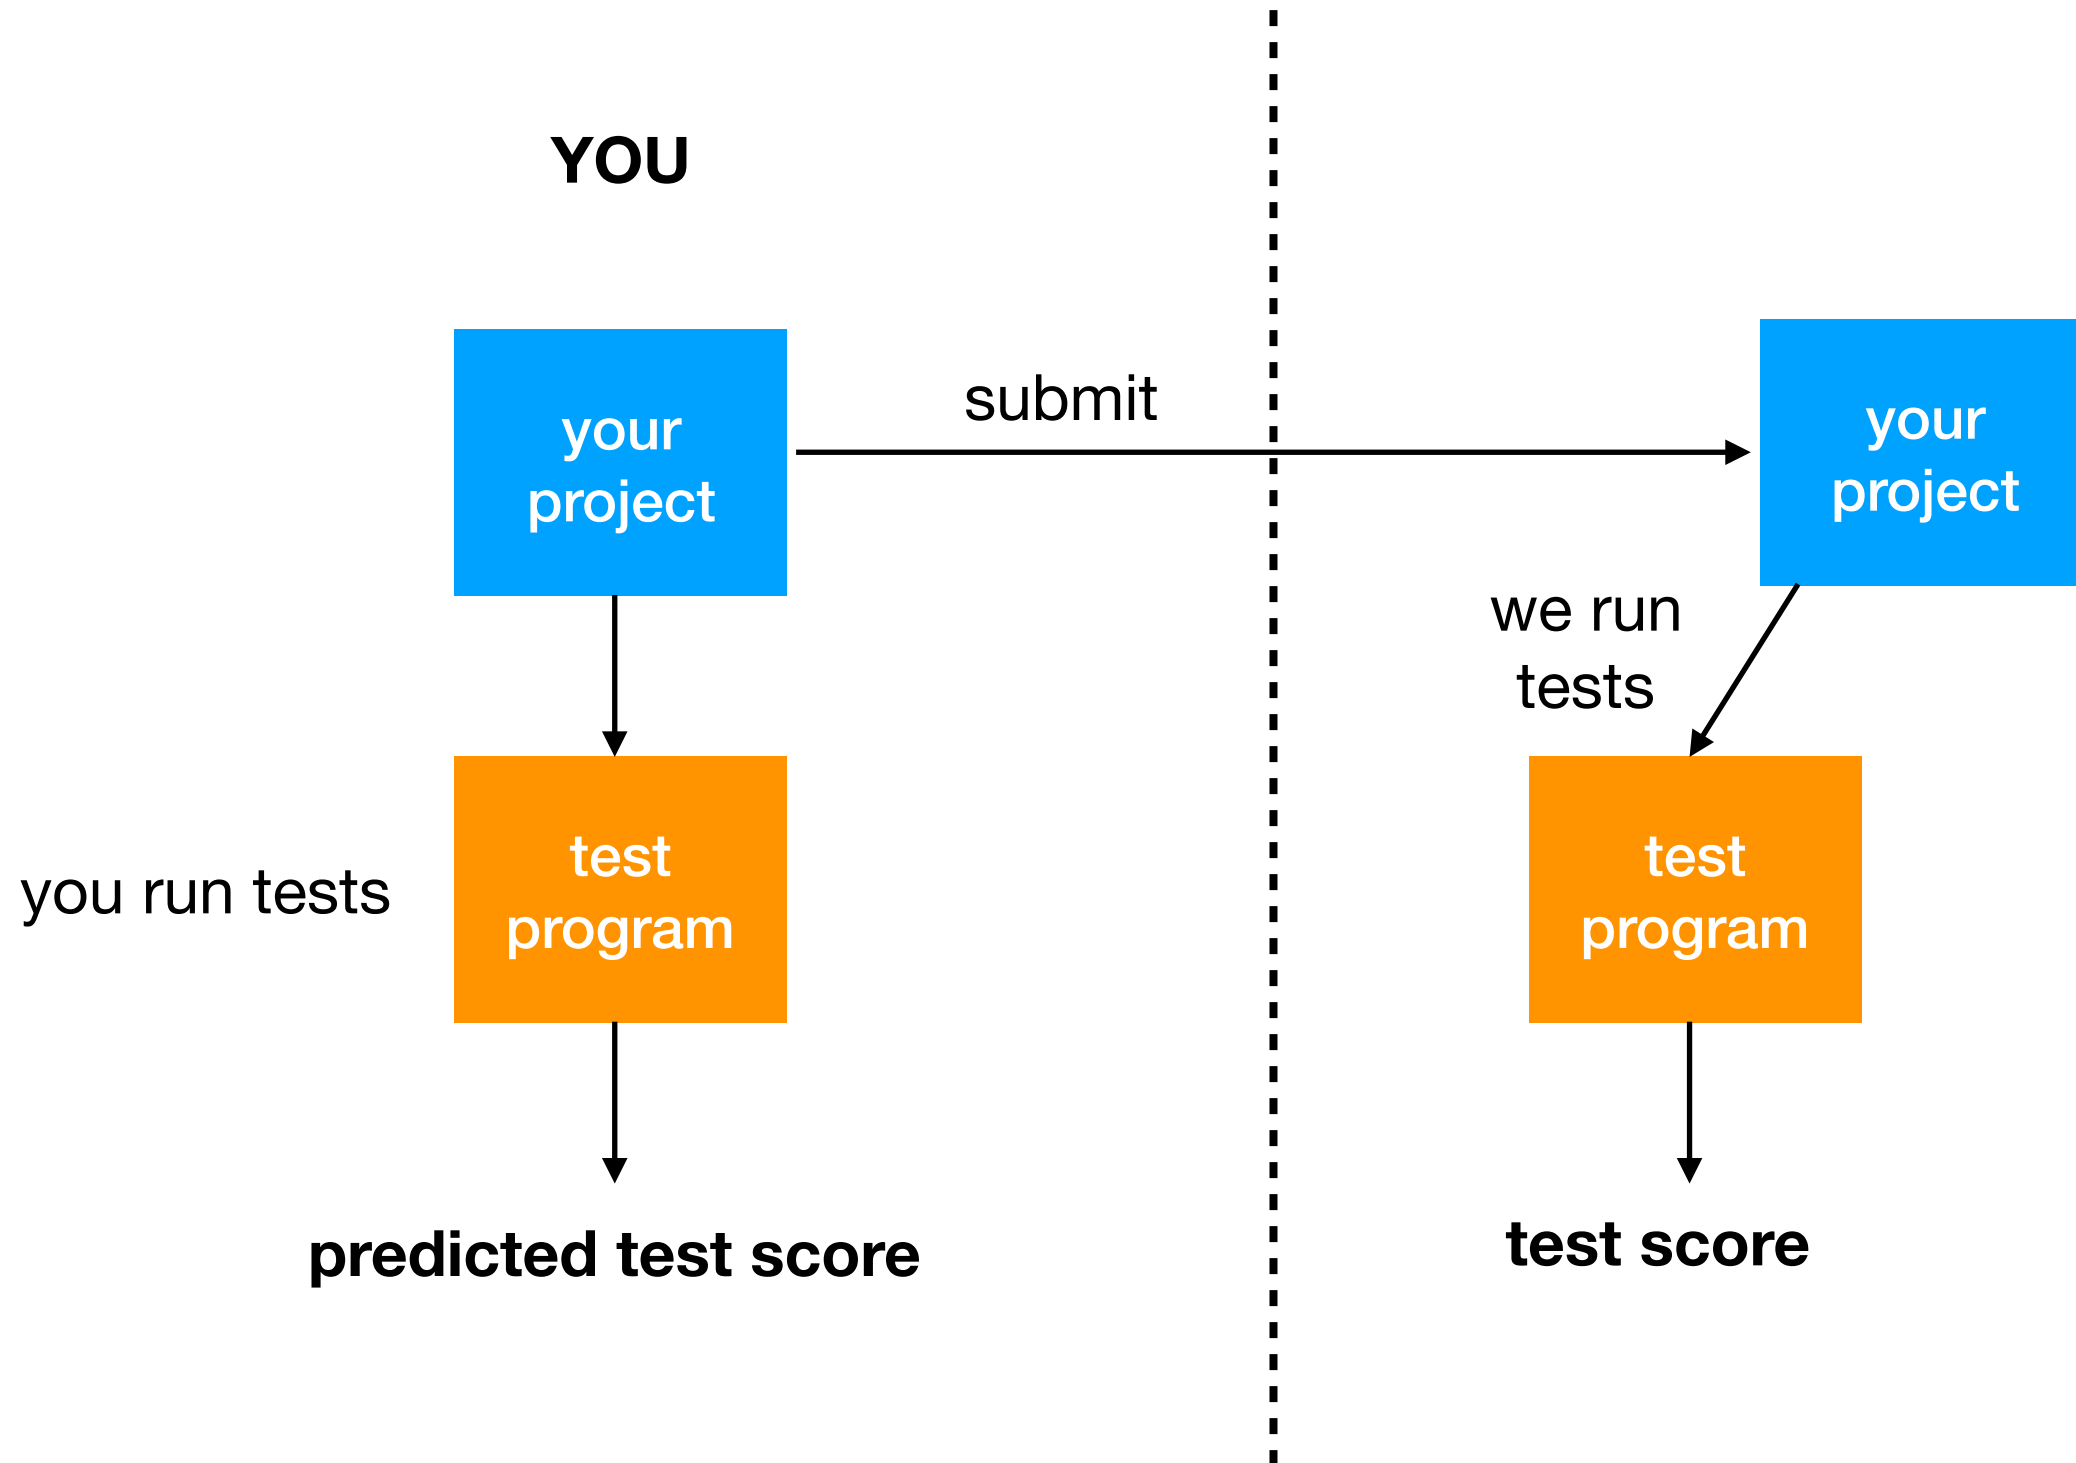 YOU
your
project
submit
your
project
we run
tests
you run tests
test
program
test
program
predicted test score
test score